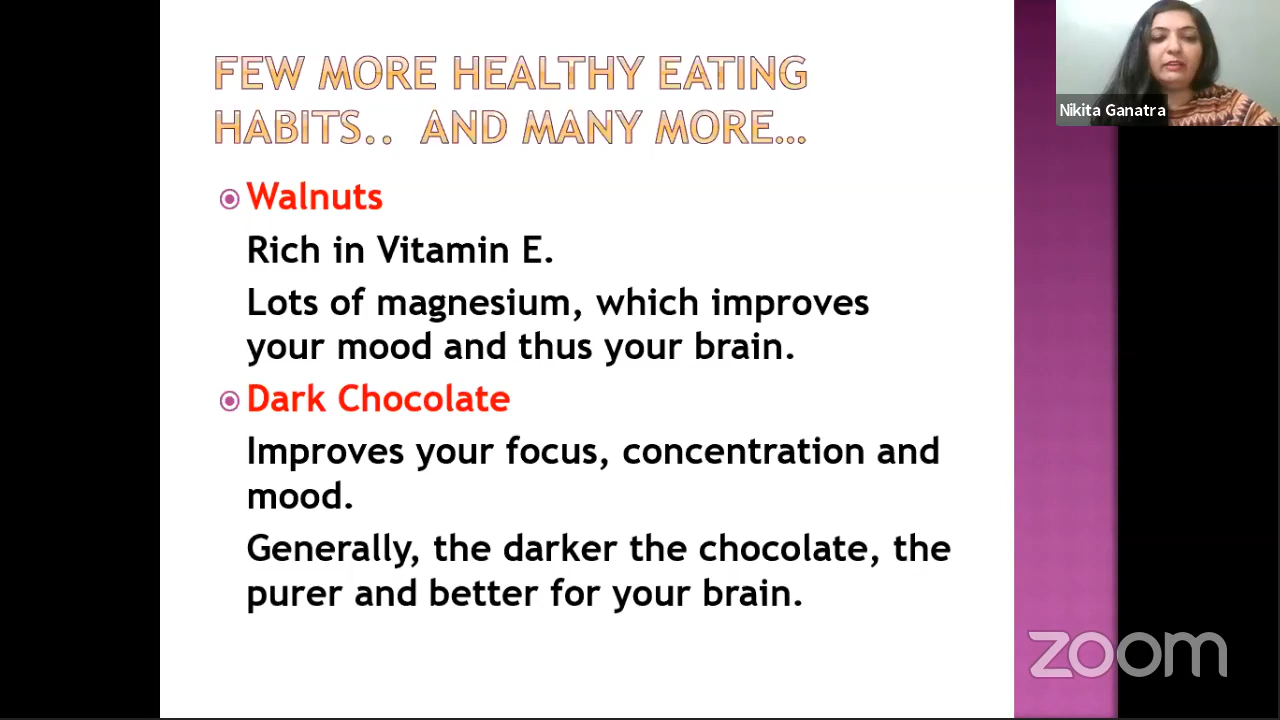 FEW MORE HEALTHY EATING
HABITS.. AND MANY MORE...
Walnuts
Rich in Vitamin E.
Lots of magnesium, which improves
your mood and thus your brain.
Dark Chocolate
Improves your focus, concentration and
mood.
Generally, the darker the chocolate, the
purer and better for your brain.
Nikita Ganatra
zoom